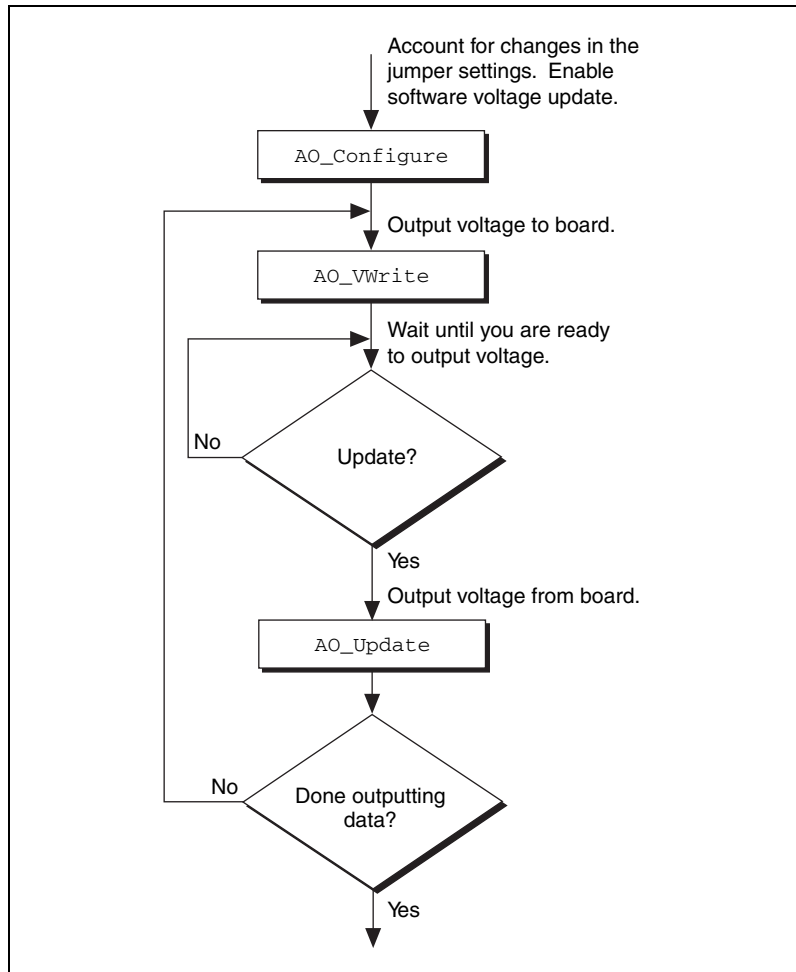 Account for changes in the
jumper settings.  Enable
software voltage update.
AO_Configure
Output voltage to board.
AO_VWrite
Wait until you are ready
to output voltage.
No
Update?
Yes
Output voltage from board.
AO_Update
No
Done outputting
data?
Yes